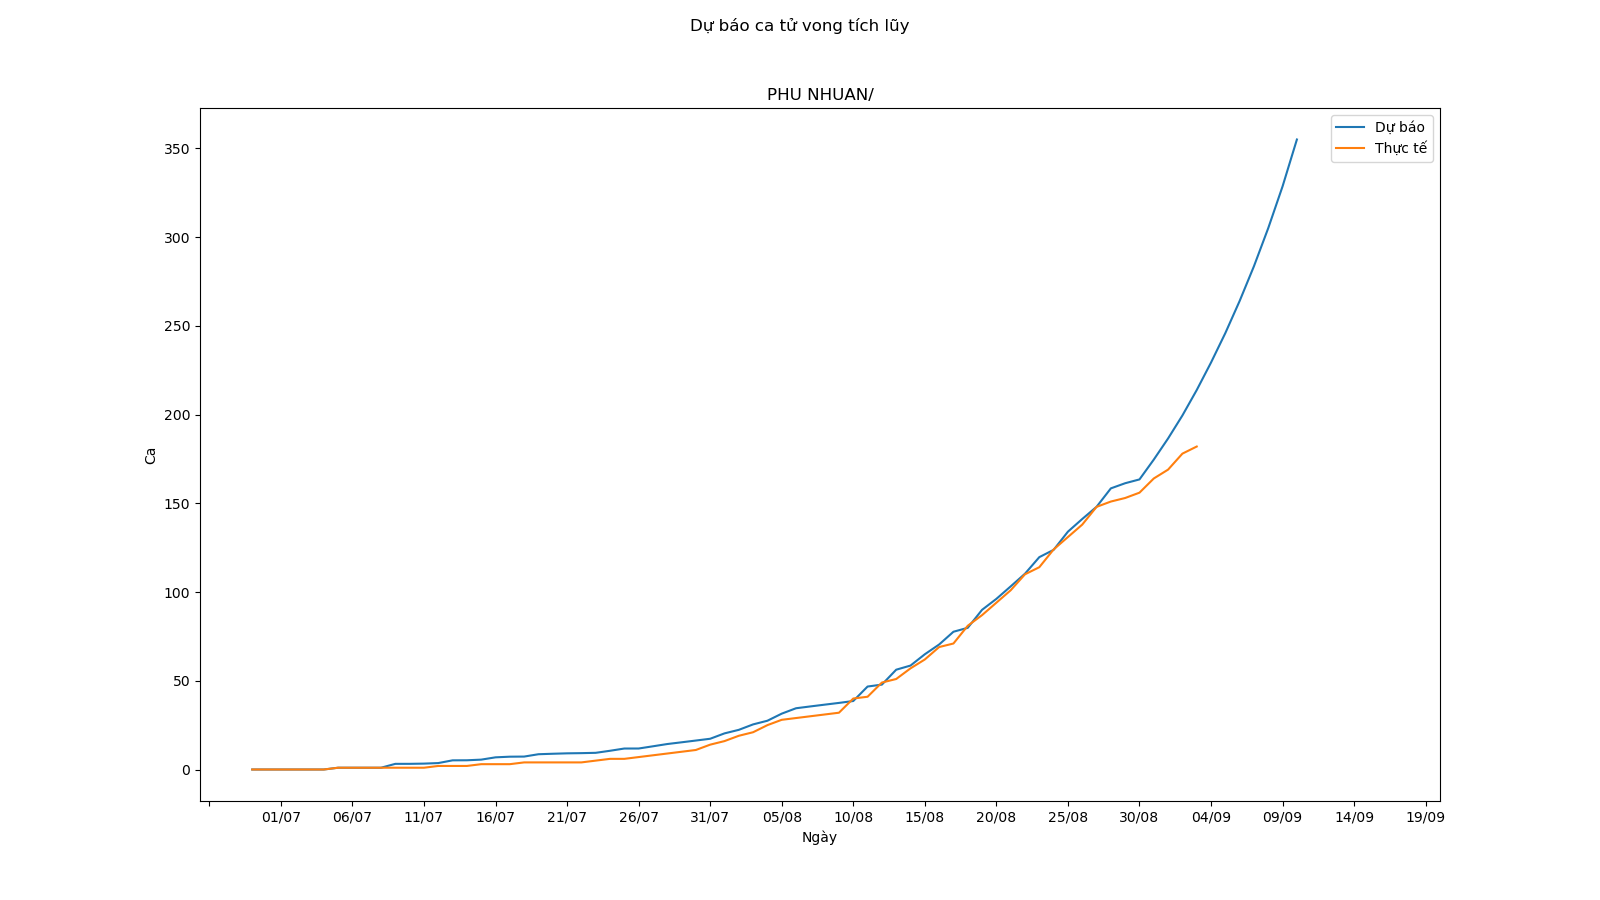 Dự báo ca tử vong tích lũy
PHU NHUAN/
Dự báo
Thực tế
350
300
250
200
150
100
50
0
Ca
01/07 06/07 11/07 16/07 21/07 26/07 31/07 05/08 10/08 15/08 20/08 25/08 30/08 04/09 09/09 14/09 19/09
Ngày